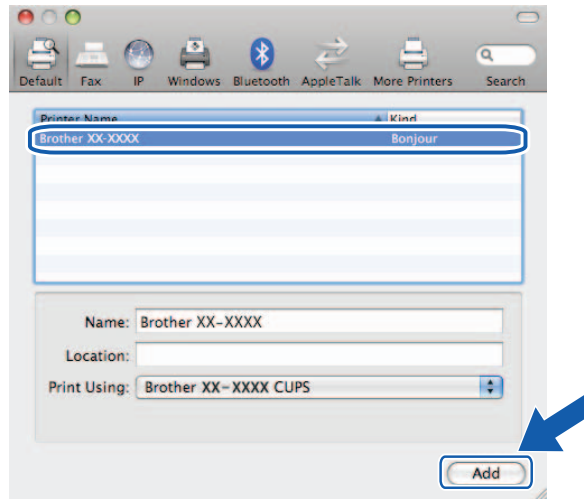 Default Fax IP Windows Bluetooth AppleTalk More Printers Search
Printer Name Kind
Brother XX-XXXX Bonjour
Name: Brother XX-XXXX
Location:
Print Using: Brother XX-XXXX CUPS
Add